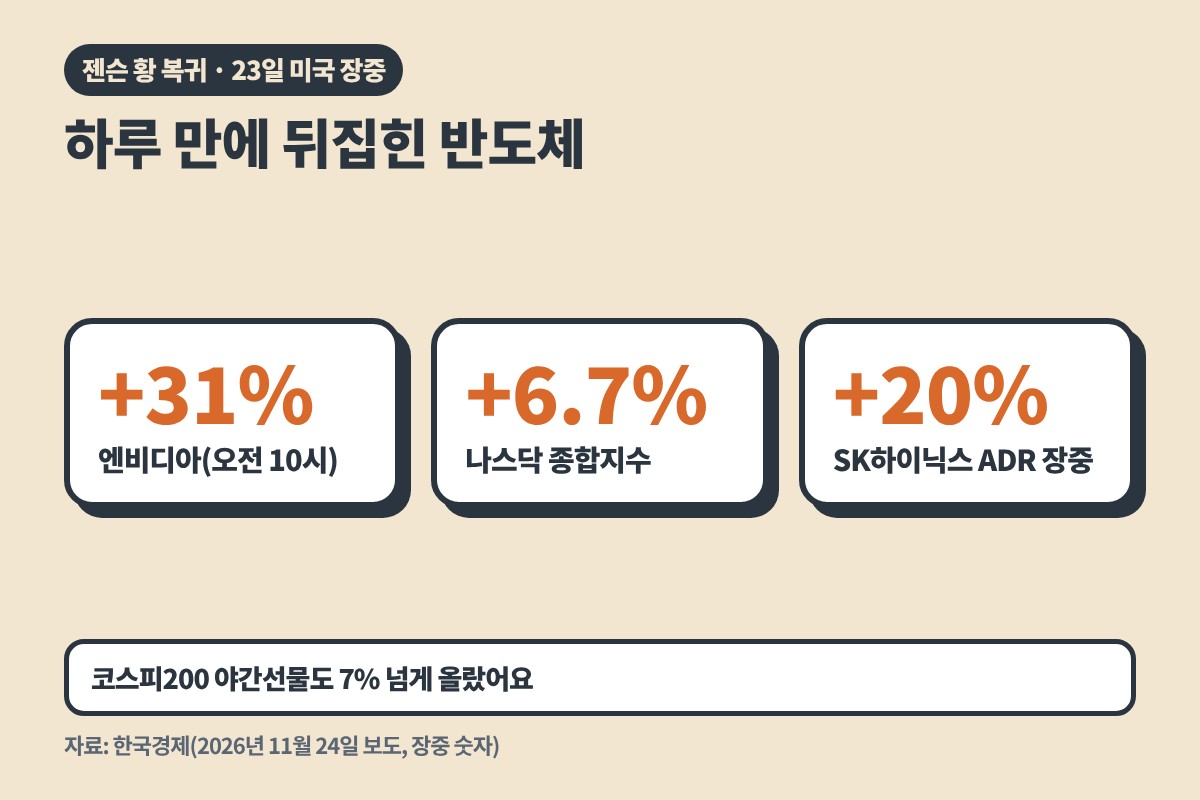 젠슨 황 복귀 · 23일 미국 장중
하루 만에 뒤집힌 반도체
+31%
엔비디아(오전 10시)
+6.7%
나스닥 종합지수
+20%
SK하이닉스 ADR 장중
코스피200 야간선물도 7% 넘게 올랐어요
자료: 한국경제(2026년 11월 24일 보도, 장중 숫자)